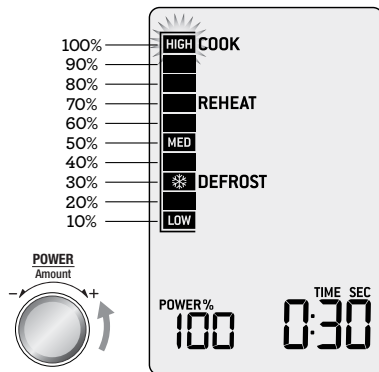 100% HIGH COOK
90%
80%
70% REHEAT
60%
50% MED
40%
30% DEFROST
20%
10% LOW
POWER
Amount
- +
POWER% TIME SEC
100 0:30